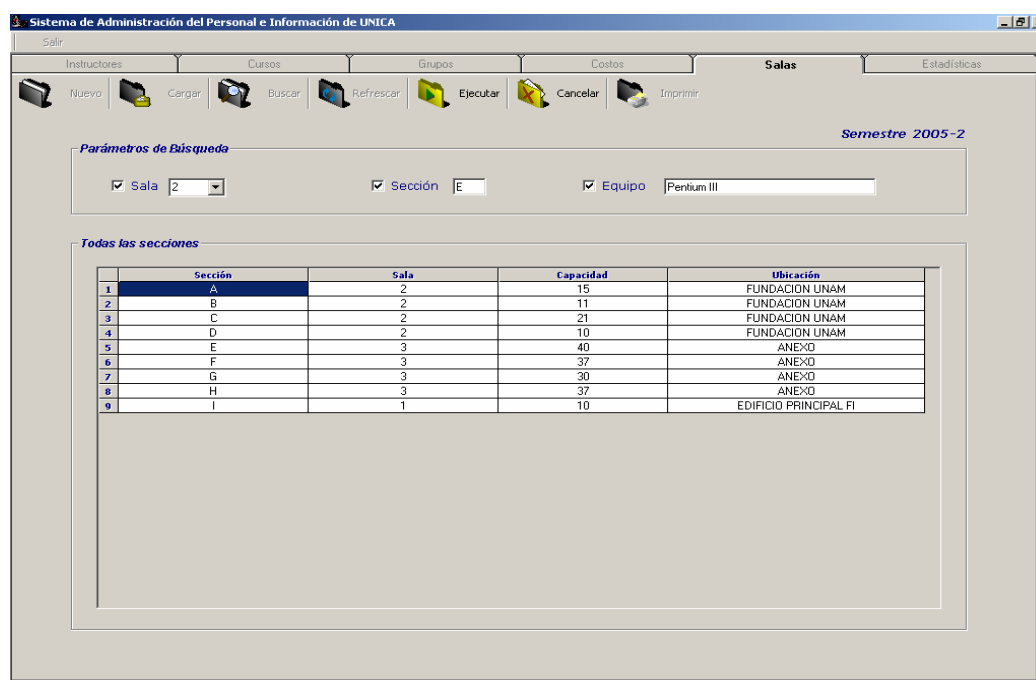 Sistema de Administración del Personal e Información de UNICA
Salir
Instructores Cursos Grupos Costos Salas Estadísticas
Nuevo Cargar Buscar Refrescar Ejecutar Cancelar Imprimir
Semestre 2005-2
Parámetros de Búsqueda
Sala 2 Sección E Equipo Pentium III
Todas las secciones
Sección Sala Capacidad Ubicación
1 A 2 15 FUNDACION UNAM
2 B 2 11 FUNDACION UNAM
3 C 2 21 FUNDACION UNAM
4 D 2 10 FUNDACION UNAM
5 E 3 40 ANEXO
6 F 3 37 ANEXO
7 G 3 30 ANEXO
8 H 3 37 ANEXO
9 I 1 10 EDIFICIO PRINCIPAL FI